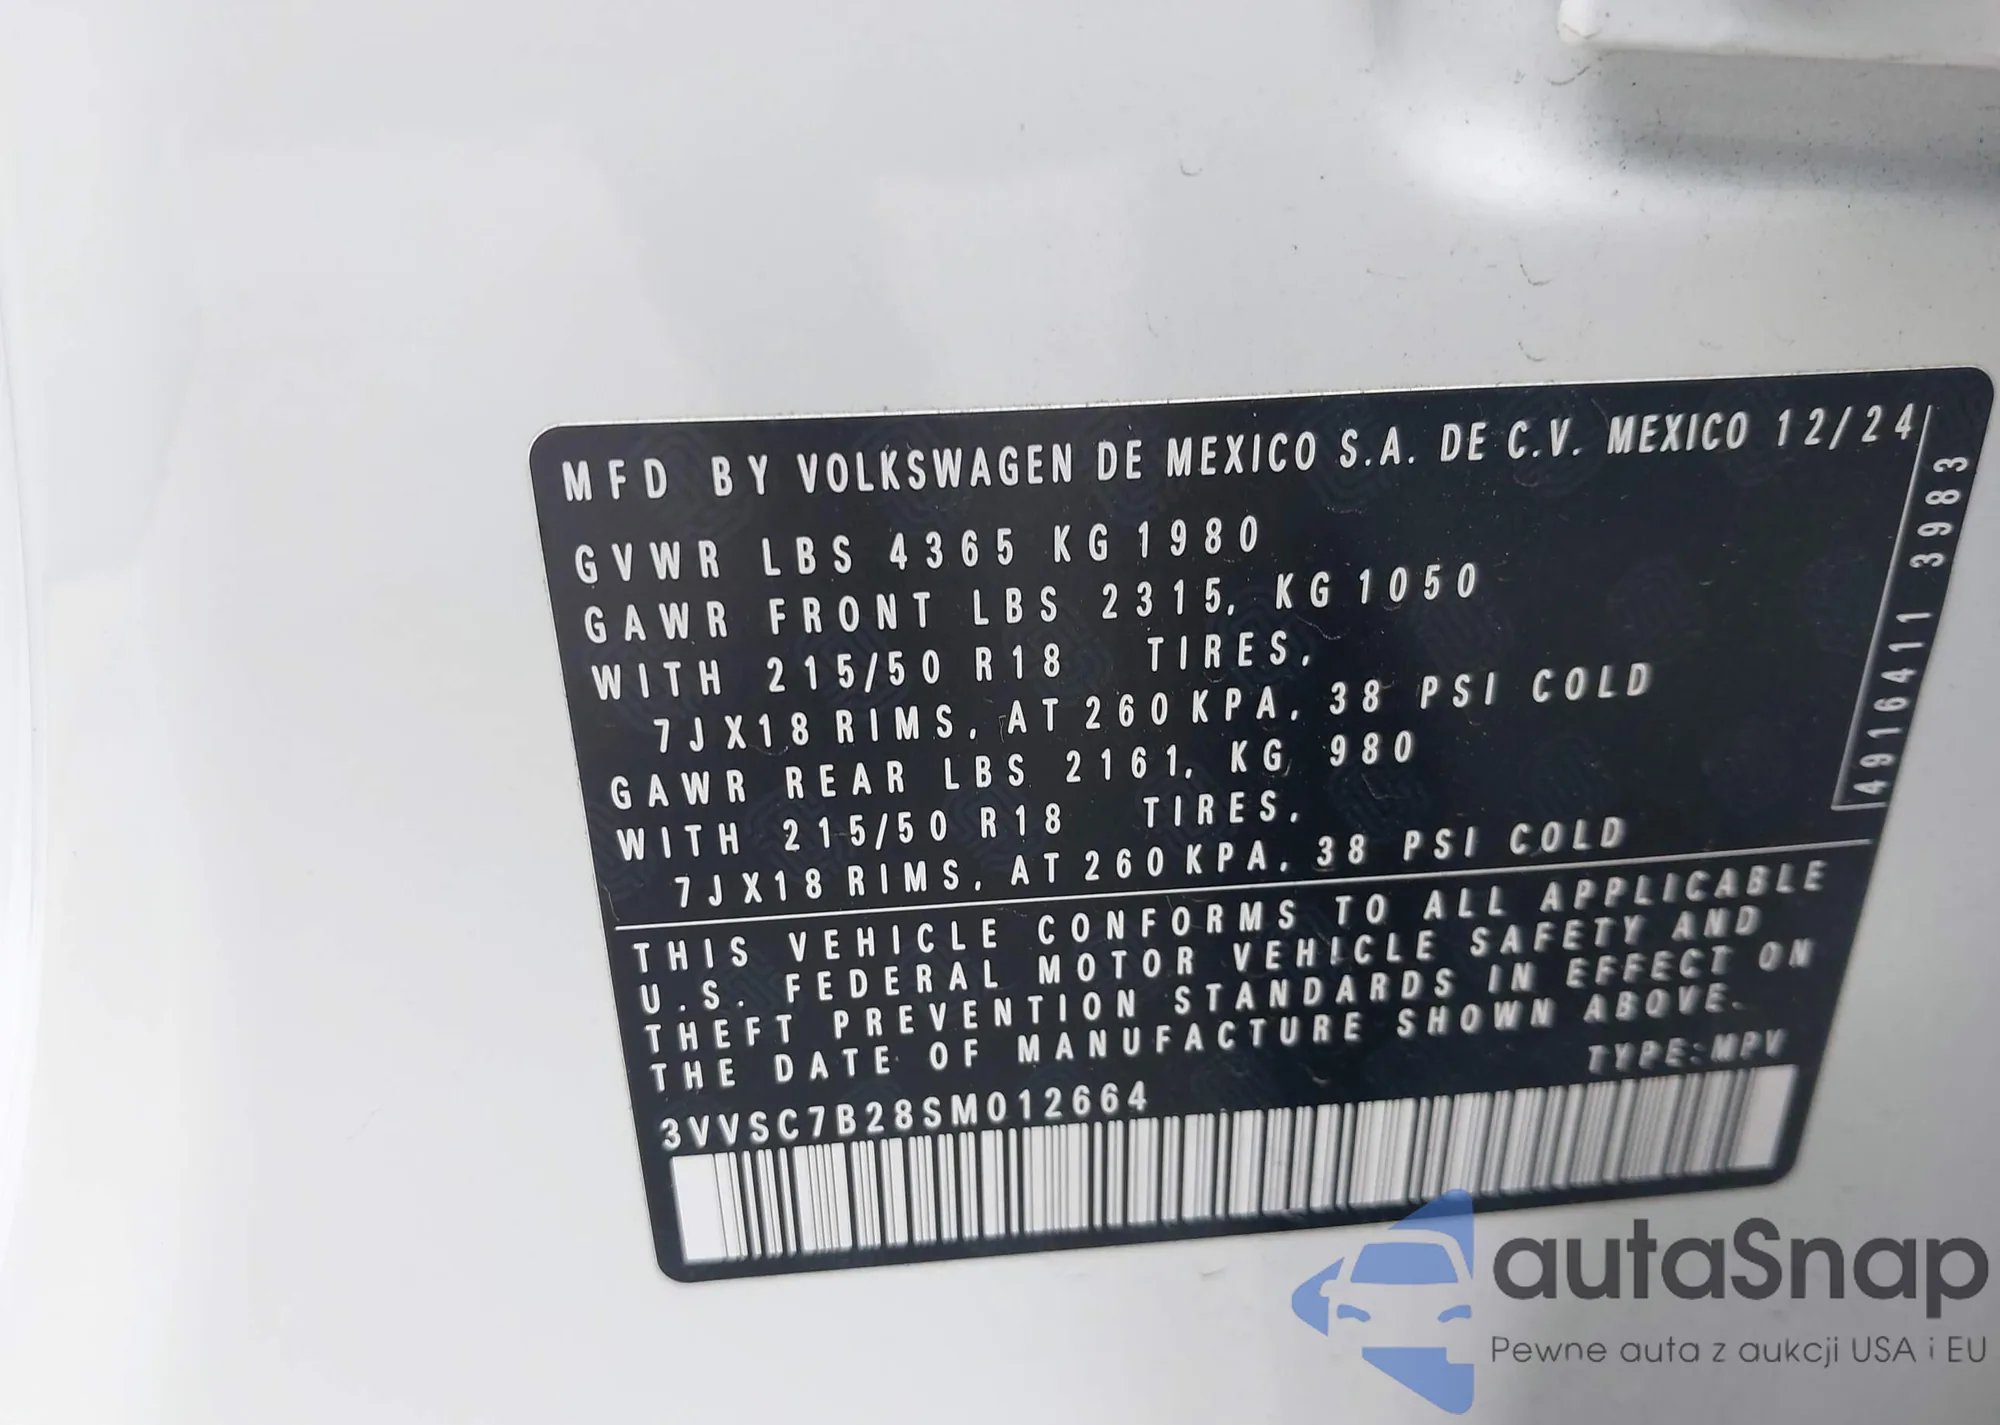 MFD BY VOLKSWAGEN DE MEXICO S.A. DE C.V. MEXICO 12/24
GVWR LBS 4365 KG 1980
GAWR FRONT LBS 2315, KG 1050
WITH 215/50 R18 TIRES,
7JX18 RIMS, AT 260 KPA, 38 PSI COLD
GAWR REAR LBS 2161, KG 980
WITH 215/50 R18 TIRES,
7JX18 RIMS, AT 260 KPA, 38 PSI COLD
4916411 3983
THIS VEHICLE CONFORMS TO ALL APPLICABLE
U.S. FEDERAL MOTOR VEHICLE SAFETY AND
THEFT PREVENTION STANDARDS IN EFFECT ON
THE DATE OF MANUFACTURE SHOWN ABOVE.
TYPE: MPV
3VVSC7B28SM012664
autaSnap
Pewne auta z aukcji USA i EU